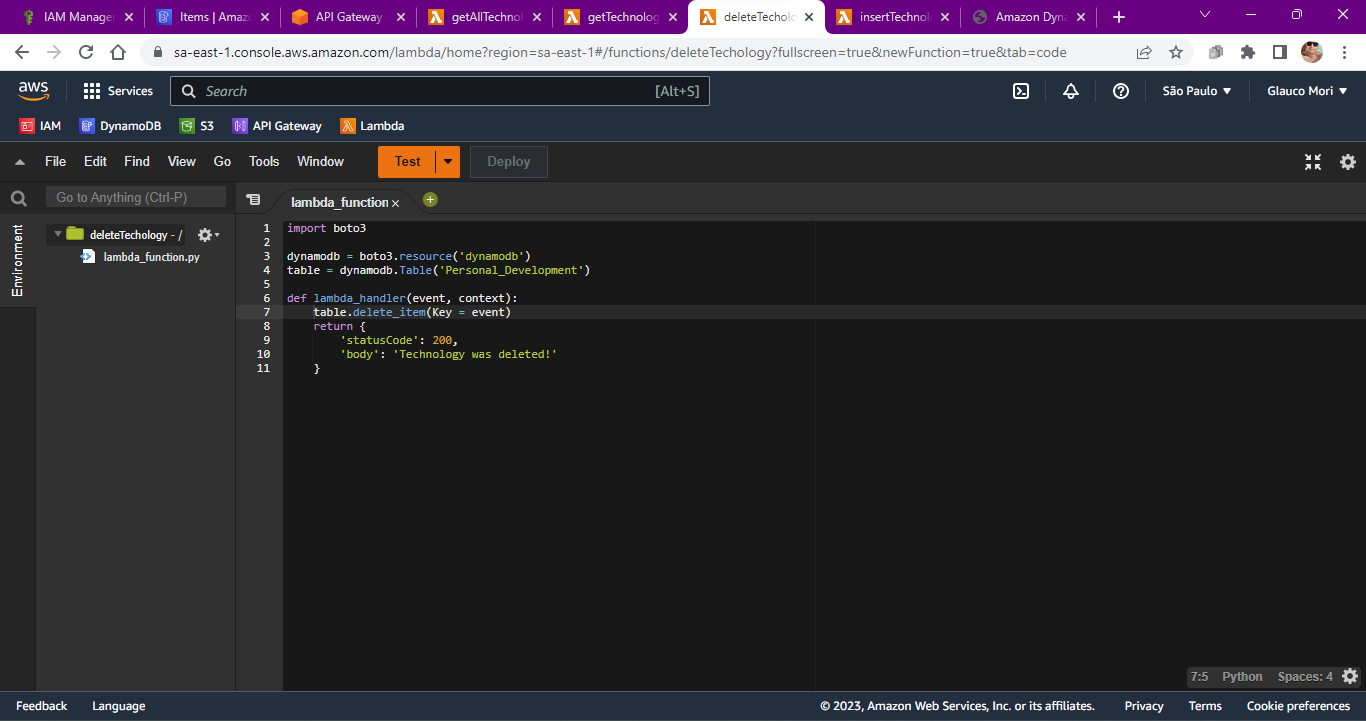 IAM Manager
Items | Amaz
API Gateway
getAllTechnol
getTechnolog
deleteTecholo
insertTechnol
Amazon Dyna
sa-east-1.console.aws.amazon.com/lambda/home?region=sa-east-1#/functions/deleteTechology?fullscreen=true&newFunction=true&tab=code
aws
Services
Search
[Alt+S]
São Paulo
Glauco Mori
IAM
DynamoDB
S3
API Gateway
Lambda
File Edit Find View Go Tools Window
Test
Deploy
Go to Anything (Ctrl-P)
lambda_function
Environment
deleteTechology - /
lambda_function.py
1 import boto3
2
3 dynamodb = boto3.resource('dynamodb')
4 table = dynamodb.Table('Personal_Development')
5
6 def lambda_handler(event, context):
7     table.delete_item(Key = event)
8     return {
9         'statusCode': 200,
10         'body': 'Technology was deleted!'
11     }
7:5 Python Spaces: 4
Feedback Language
© 2023, Amazon Web Services, Inc. or its affiliates.
Privacy Terms Cookie preferences